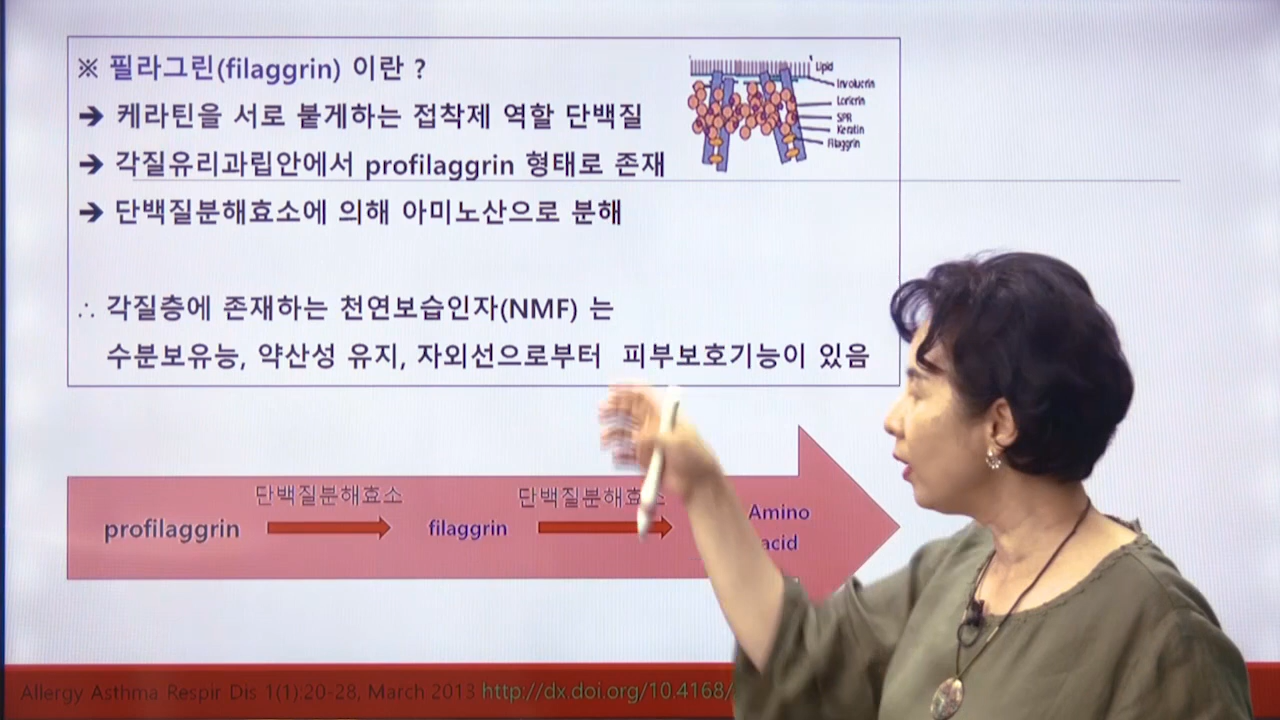 ※ 필라그린(filaggrin) 이란 ?
➔ 케라틴을 서로 붙게하는 접착제 역할 단백질
➔ 각질유리과립안에서 profilaggrin 형태로 존재
➔ 단백질분해효소에 의해 아미노산으로 분해
∴ 각질층에 존재하는 천연보습인자(NMF) 는
수분보유능, 약산성 유지, 자외선으로부터 피부보호기능이 있음
Lipid
Involucrin
Loricrin
SPR
Keratin
Filaggrin
단백질분해효소
단백질분해효소
profilaggrin
filaggrin
Amino
acid
Allergy Asthma Respir Dis 1(1):20-28, March 2013 http://dx.doi.org/10.4168/